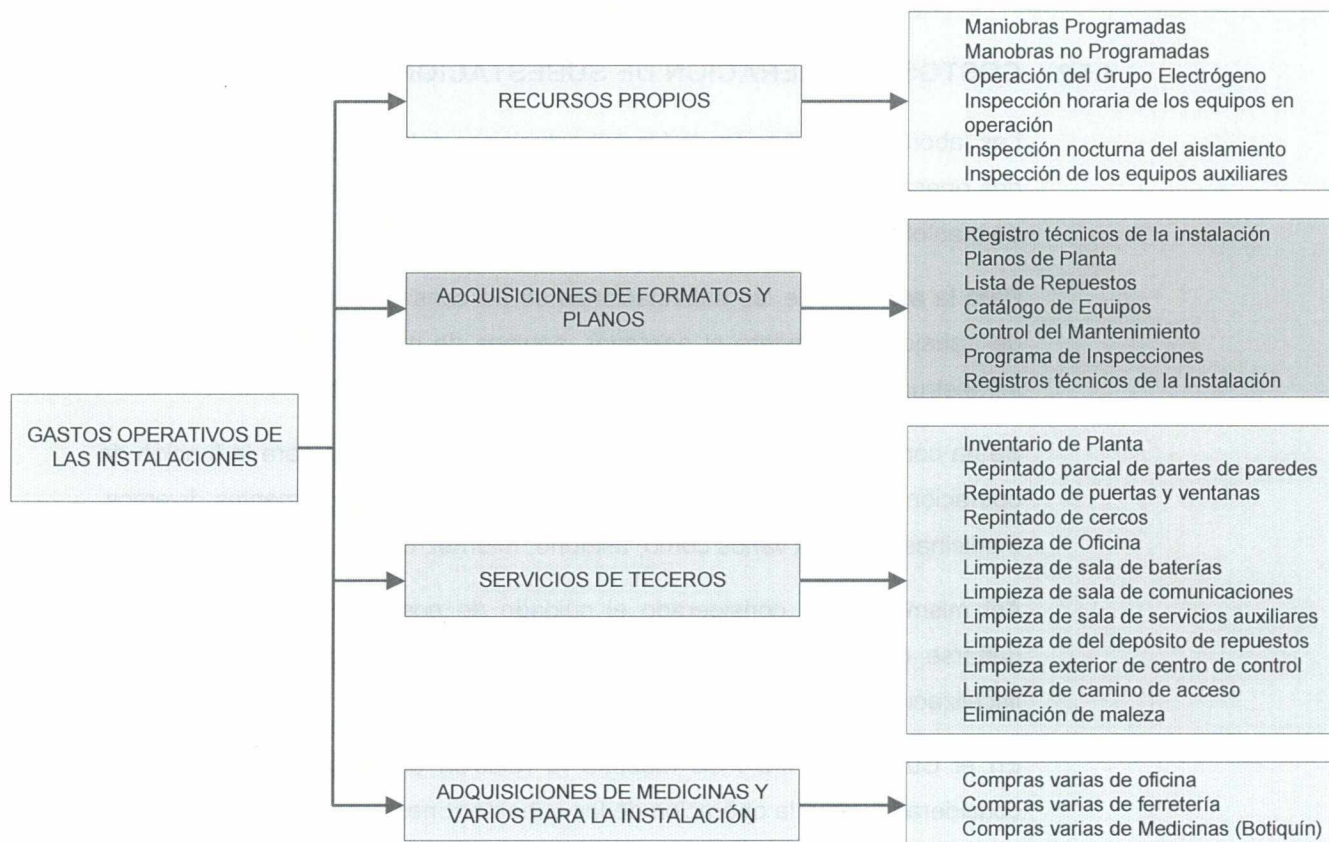 Maniobras Programadas
Manobras no Programadas
Operación del Grupo Electrógeno
Inspección horaria de los equipos en
operación
Inspección nocturna del aislamiento
Inspección de los equipos auxiliares
RECURSOS PROPIOS
Registro técnicos de la instalación
Planos de Planta
Lista de Repuestos
Catálogo de Equipos
Control del Mantenimiento
Programa de Inspecciones
Registros técnicos de la Instalación
ADQUISICIONES DE FORMATOS Y
PLANOS
GASTOS OPERATIVOS DE
LAS INSTALACIONES
Inventario de Planta
Repintado parcial de partes de paredes
Repintado de puertas y ventanas
Repintado de cercos
Limpieza de Oficina
Limpieza de sala de baterías
Limpieza de sala de comunicaciones
Limpieza de sala de servicios auxiliares
Limpieza de del depósito de repuestos
Limpieza exterior de centro de control
Limpieza de camino de acceso
Eliminación de maleza
SERVICIOS DE TECEROS
ADQUISICIONES DE MEDICINAS Y
VARIOS PARA LA INSTALACIÓN
Compras varias de oficina
Compras varias de ferretería
Compras varias de Medicinas (Botiquín)